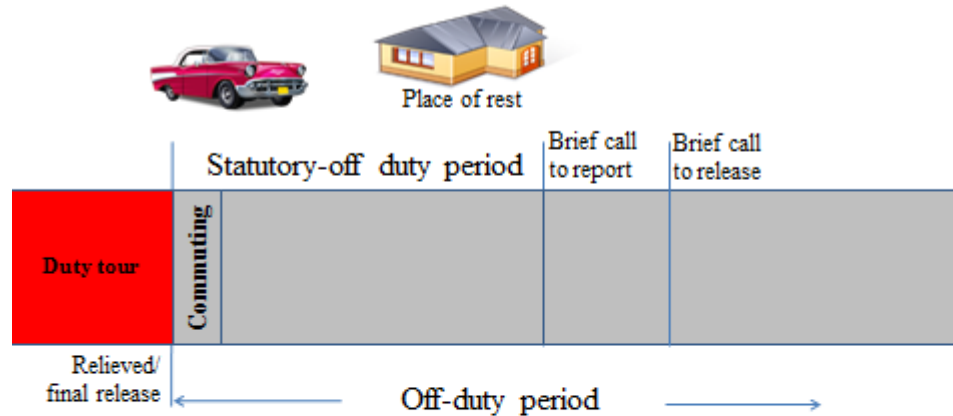 Place of rest
Statutory-off duty period
Brief call
to report
Brief call
to release
Duty tour
Commuting
Relieved/
final release
Off-duty period